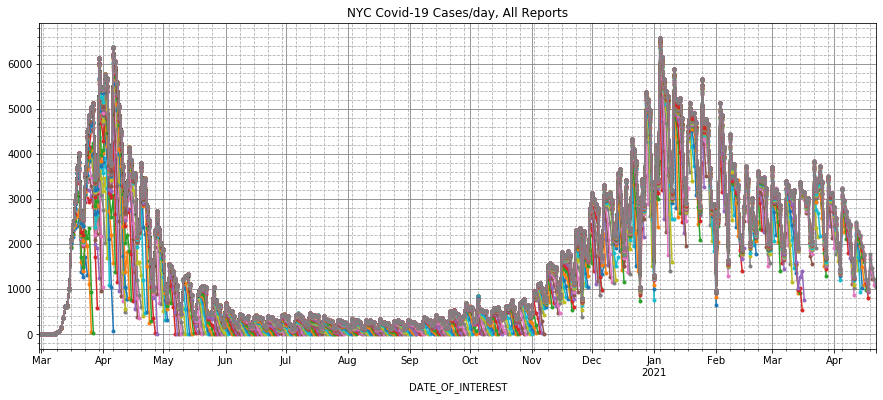 NYC Covid-19 Cases/day, All Reports
6000
5000
4000
3000
2000
1000
0
Mar Apr May Jun Jul Aug Sep Oct Nov Dec Jan Feb Mar Apr
2021
DATE_OF_INTEREST